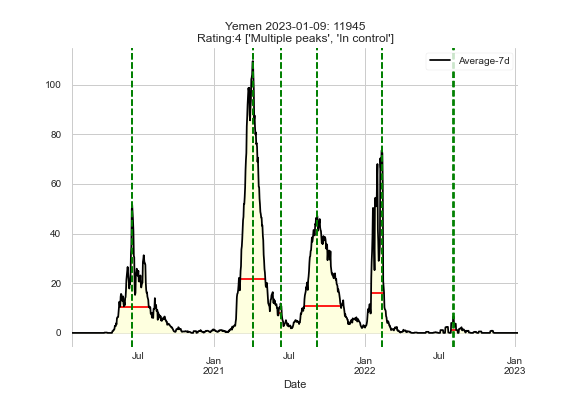 Yemen 2023-01-09: 11945
Rating:4 ['Multiple peaks', 'In control']
Average-7d
100
80
60
40
20
0
Jul
Jan
2021
Jul
Jan
2022
Jul
Jan
2023
Date